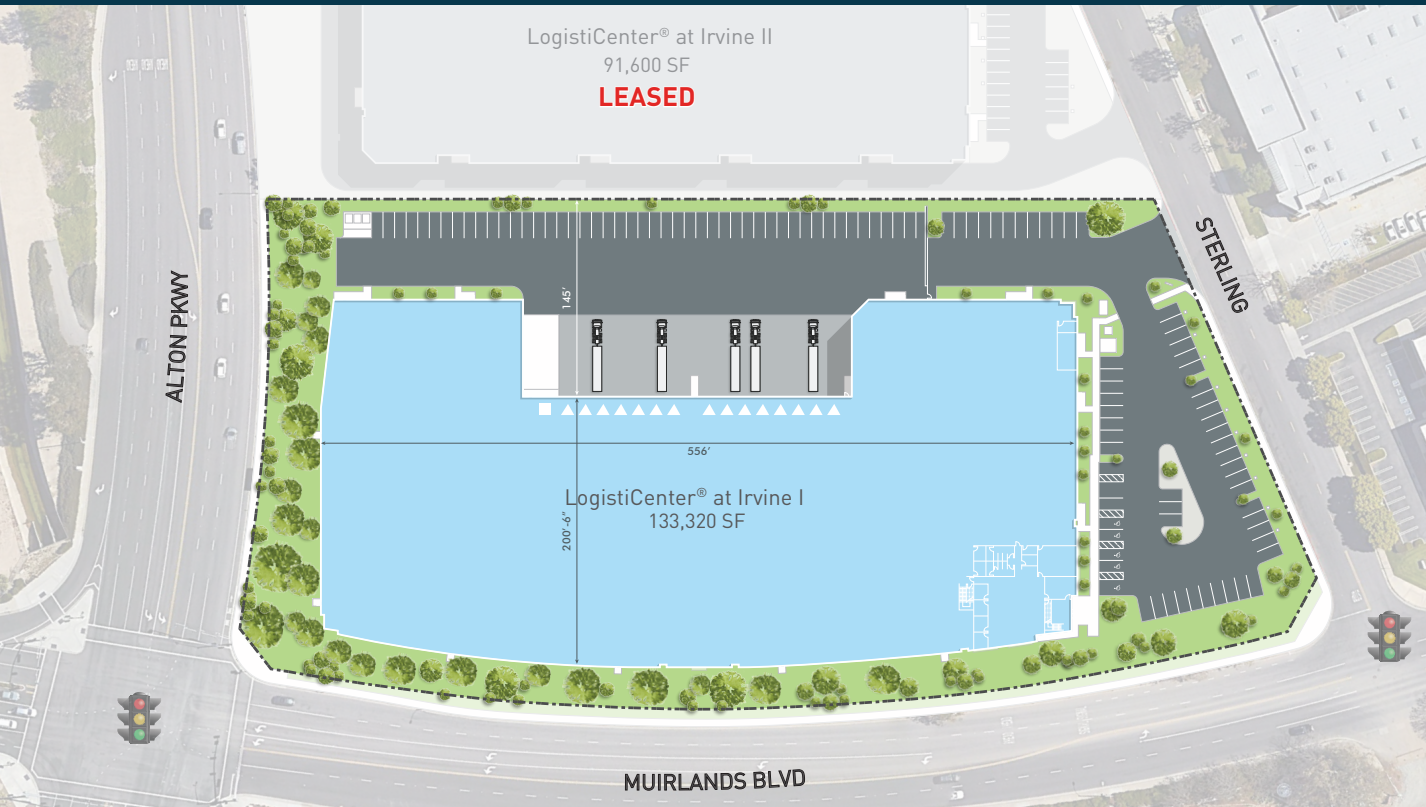 LogistiCenter® at Irvine II
91,600 SF
LEASED
STERLING
ALTON PKWY
145'
556'
LogistiCenter® at Irvine I
133,320 SF
200'-6"
MUIRLANDS BLVD